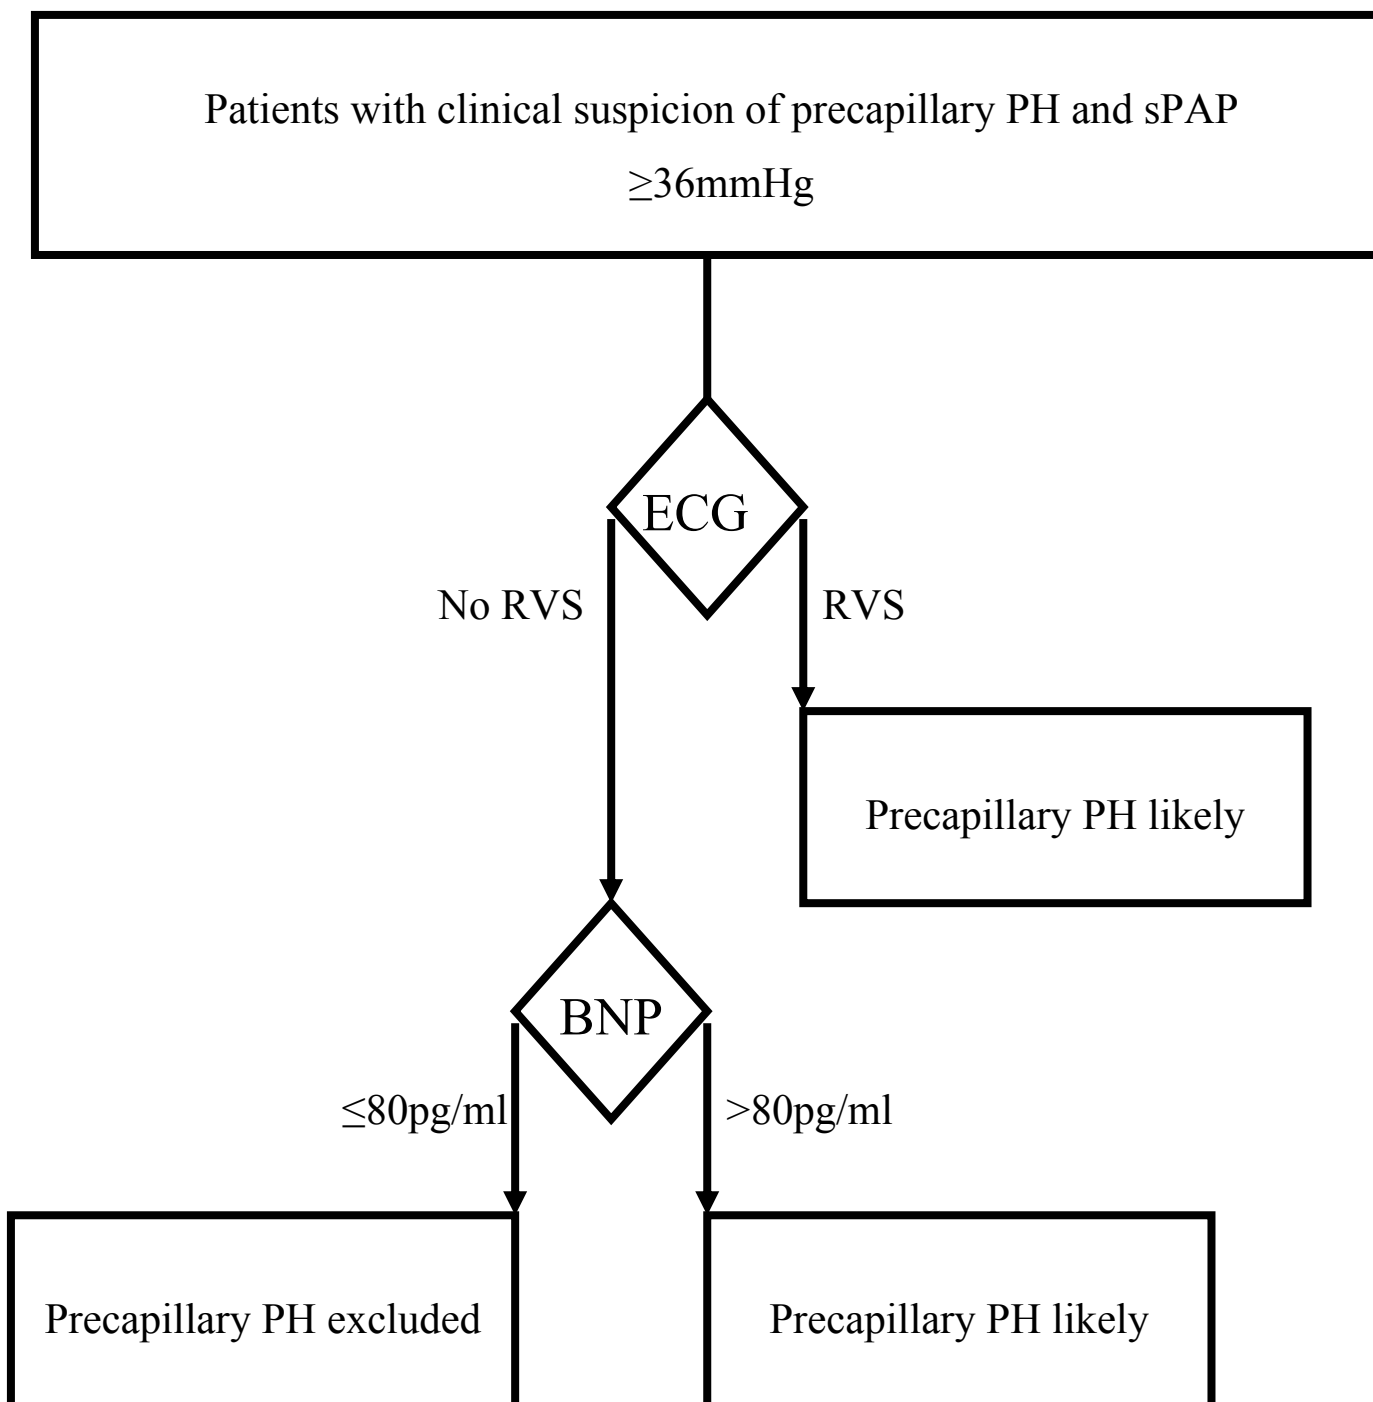 Patients with clinical suspicion of precapillary PH and sPAP
≥36mmHg
ECG
No RVS
RVS
Precapillary PH likely
BNP
≤80pg/ml
>80pg/ml
Precapillary PH excluded
Precapillary PH likely